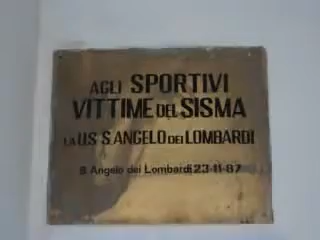 AGLI SPORTIVI
VITTIME DEL SISMA
LA U.S. S. ANGELO DEI LOMBARDI
S. Angelo dei Lombardi 23-11-87